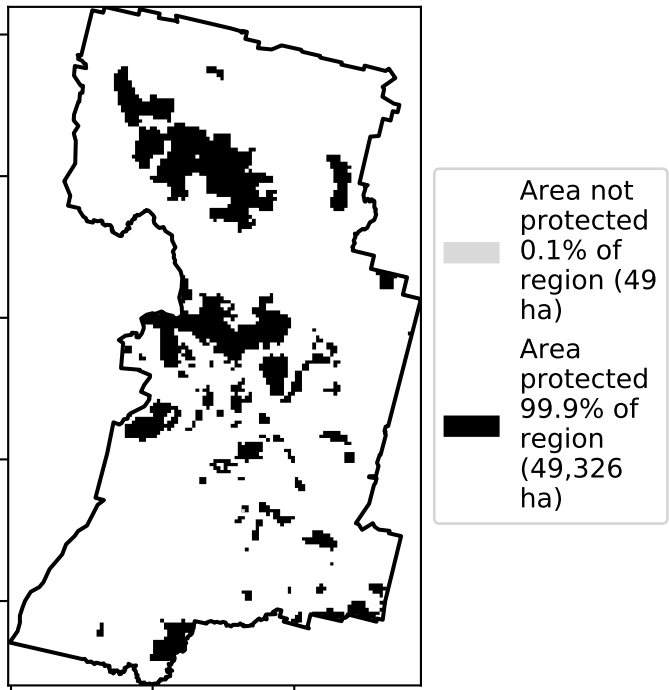 Area not
protected
0.1% of
region (49
ha)
Area
protected
99.9% of
region
(49,326
ha)